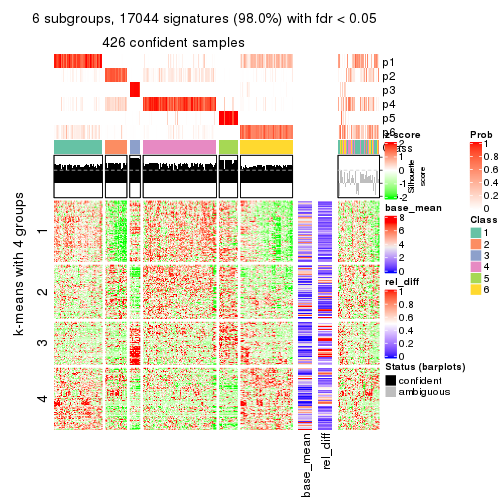 6 subgroups, 17044 signatures (98.0%) with fdr < 0.05
426 confident samples
p1
p2
p3
p4
p5
p6
Class
Silhouette
score
k-means with 4 groups
1
2
3
4
base_mean
rel_diff
z-score
2
1
0
-1
-2
base_mean
8
6
4
2
0
rel_diff
1
0.8
0.6
0.4
0.2
0
Status (barplots)
confident
ambiguous
Prob
1
0.8
0.6
0.4
0.2
0
Class
1
2
3
4
5
6